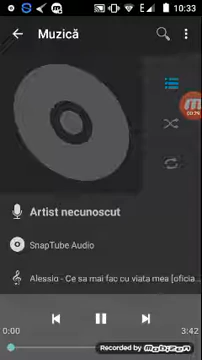 E
10:33
Muzică
Artist necunoscut
SnapTube Audio
Alessio - Ce sa mai fac cu viata mea [oficia
0:00
3:42
Recorded by mobizen